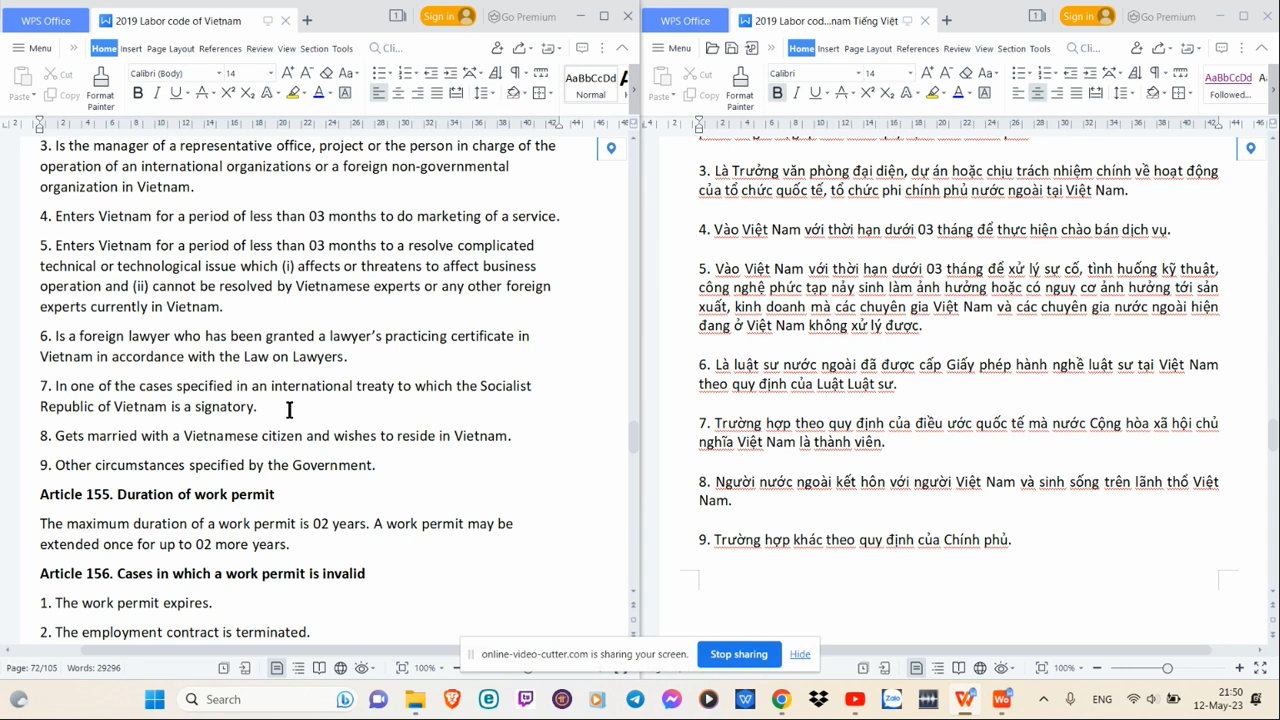 WPS Office
2019 Labor code of Vietnam
Sign in
Go Premium
Menu
Home
Insert
Page Layout
References
Review
View
Section
Tools
Cli...
Paste
Cut
Copy
Format
Painter
Calibri (Body)
14
AaBbCcDd
Normal
. Is the manager of a representative office, project or the person in charge of the
operation of an international organizations or a foreign non-governmental
organization in Vietnam.
4. Enters Vietnam for a period of less than 03 months to do marketing of a service.
5. Enters Vietnam for a period of less than 03 months to a resolve complicated
technical or technological issue which (i) affects or threatens to affect business
operation and (ii) cannot be resolved by Vietnamese experts or any other foreign
experts currently in Vietnam.
6. Is a foreign lawyer who has been granted a lawyer’s practicing certificate in
Vietnam in accordance with the Law on Lawyers.
7. In one of the cases specified in an international treaty to which the Socialist
Republic of Vietnam is a signatory.
8. Gets married with a Vietnamese citizen and wishes to reside in Vietnam.
9. Other circumstances specified by the Government.
Article 155. Duration of work permit
The maximum duration of a work permit is 02 years. A work permit may be
extended once for up to 02 more years.
Article 156. Cases in which a work permit is invalid
1. The work permit expires.
2. The employment contract is terminated.
Page: 72/105
Words: 29296
100%
WPS Office
2019 Labor cod...nam Tiếng Việt
Sign in
Go Premium
Menu
Home
Insert
Page Layout
References
Review
View
Section
Tools
Cli...
Paste
Cut
Copy
Format
Painter
Calibri
14
AaBbCcDd
Followed...
3. Là Trưởng văn phòng đại diện, dự án hoặc chịu trách nhiệm chính về hoạt động
của tổ chức quốc tế, tổ chức phi chính phủ nước ngoài tại Việt Nam.
4. Vào Việt Nam với thời hạn dưới 03 tháng để thực hiện chào bán dịch vụ.
5. Vào Việt Nam với thời hạn dưới 03 tháng để xử lý sự cố, tình huống kỹ thuật,
công nghệ phức tạp nảy sinh làm ảnh hưởng hoặc có nguy cơ ảnh hưởng tới sản
xuất, kinh doanh mà các chuyên gia Việt Nam và các chuyên gia nước ngoài hiện
đang ở Việt Nam không xử lý được.
6. Là luật sư nước ngoài đã được cấp Giấy phép hành nghề luật sư tại Việt Nam
theo quy định của Luật Luật sư.
7. Trường hợp theo quy định của điều ước quốc tế mà nước Cộng hòa xã hội chủ
nghĩa Việt Nam là thành viên.
8. Người nước ngoài kết hôn với người Việt Nam và sinh sống trên lãnh thổ Việt
Nam.
9. Trường hợp khác theo quy định của Chính phủ.
100%
online-video-cutter.com is sharing your screen.
Stop sharing
Hide
Search
ENG
21:50
12-May-23